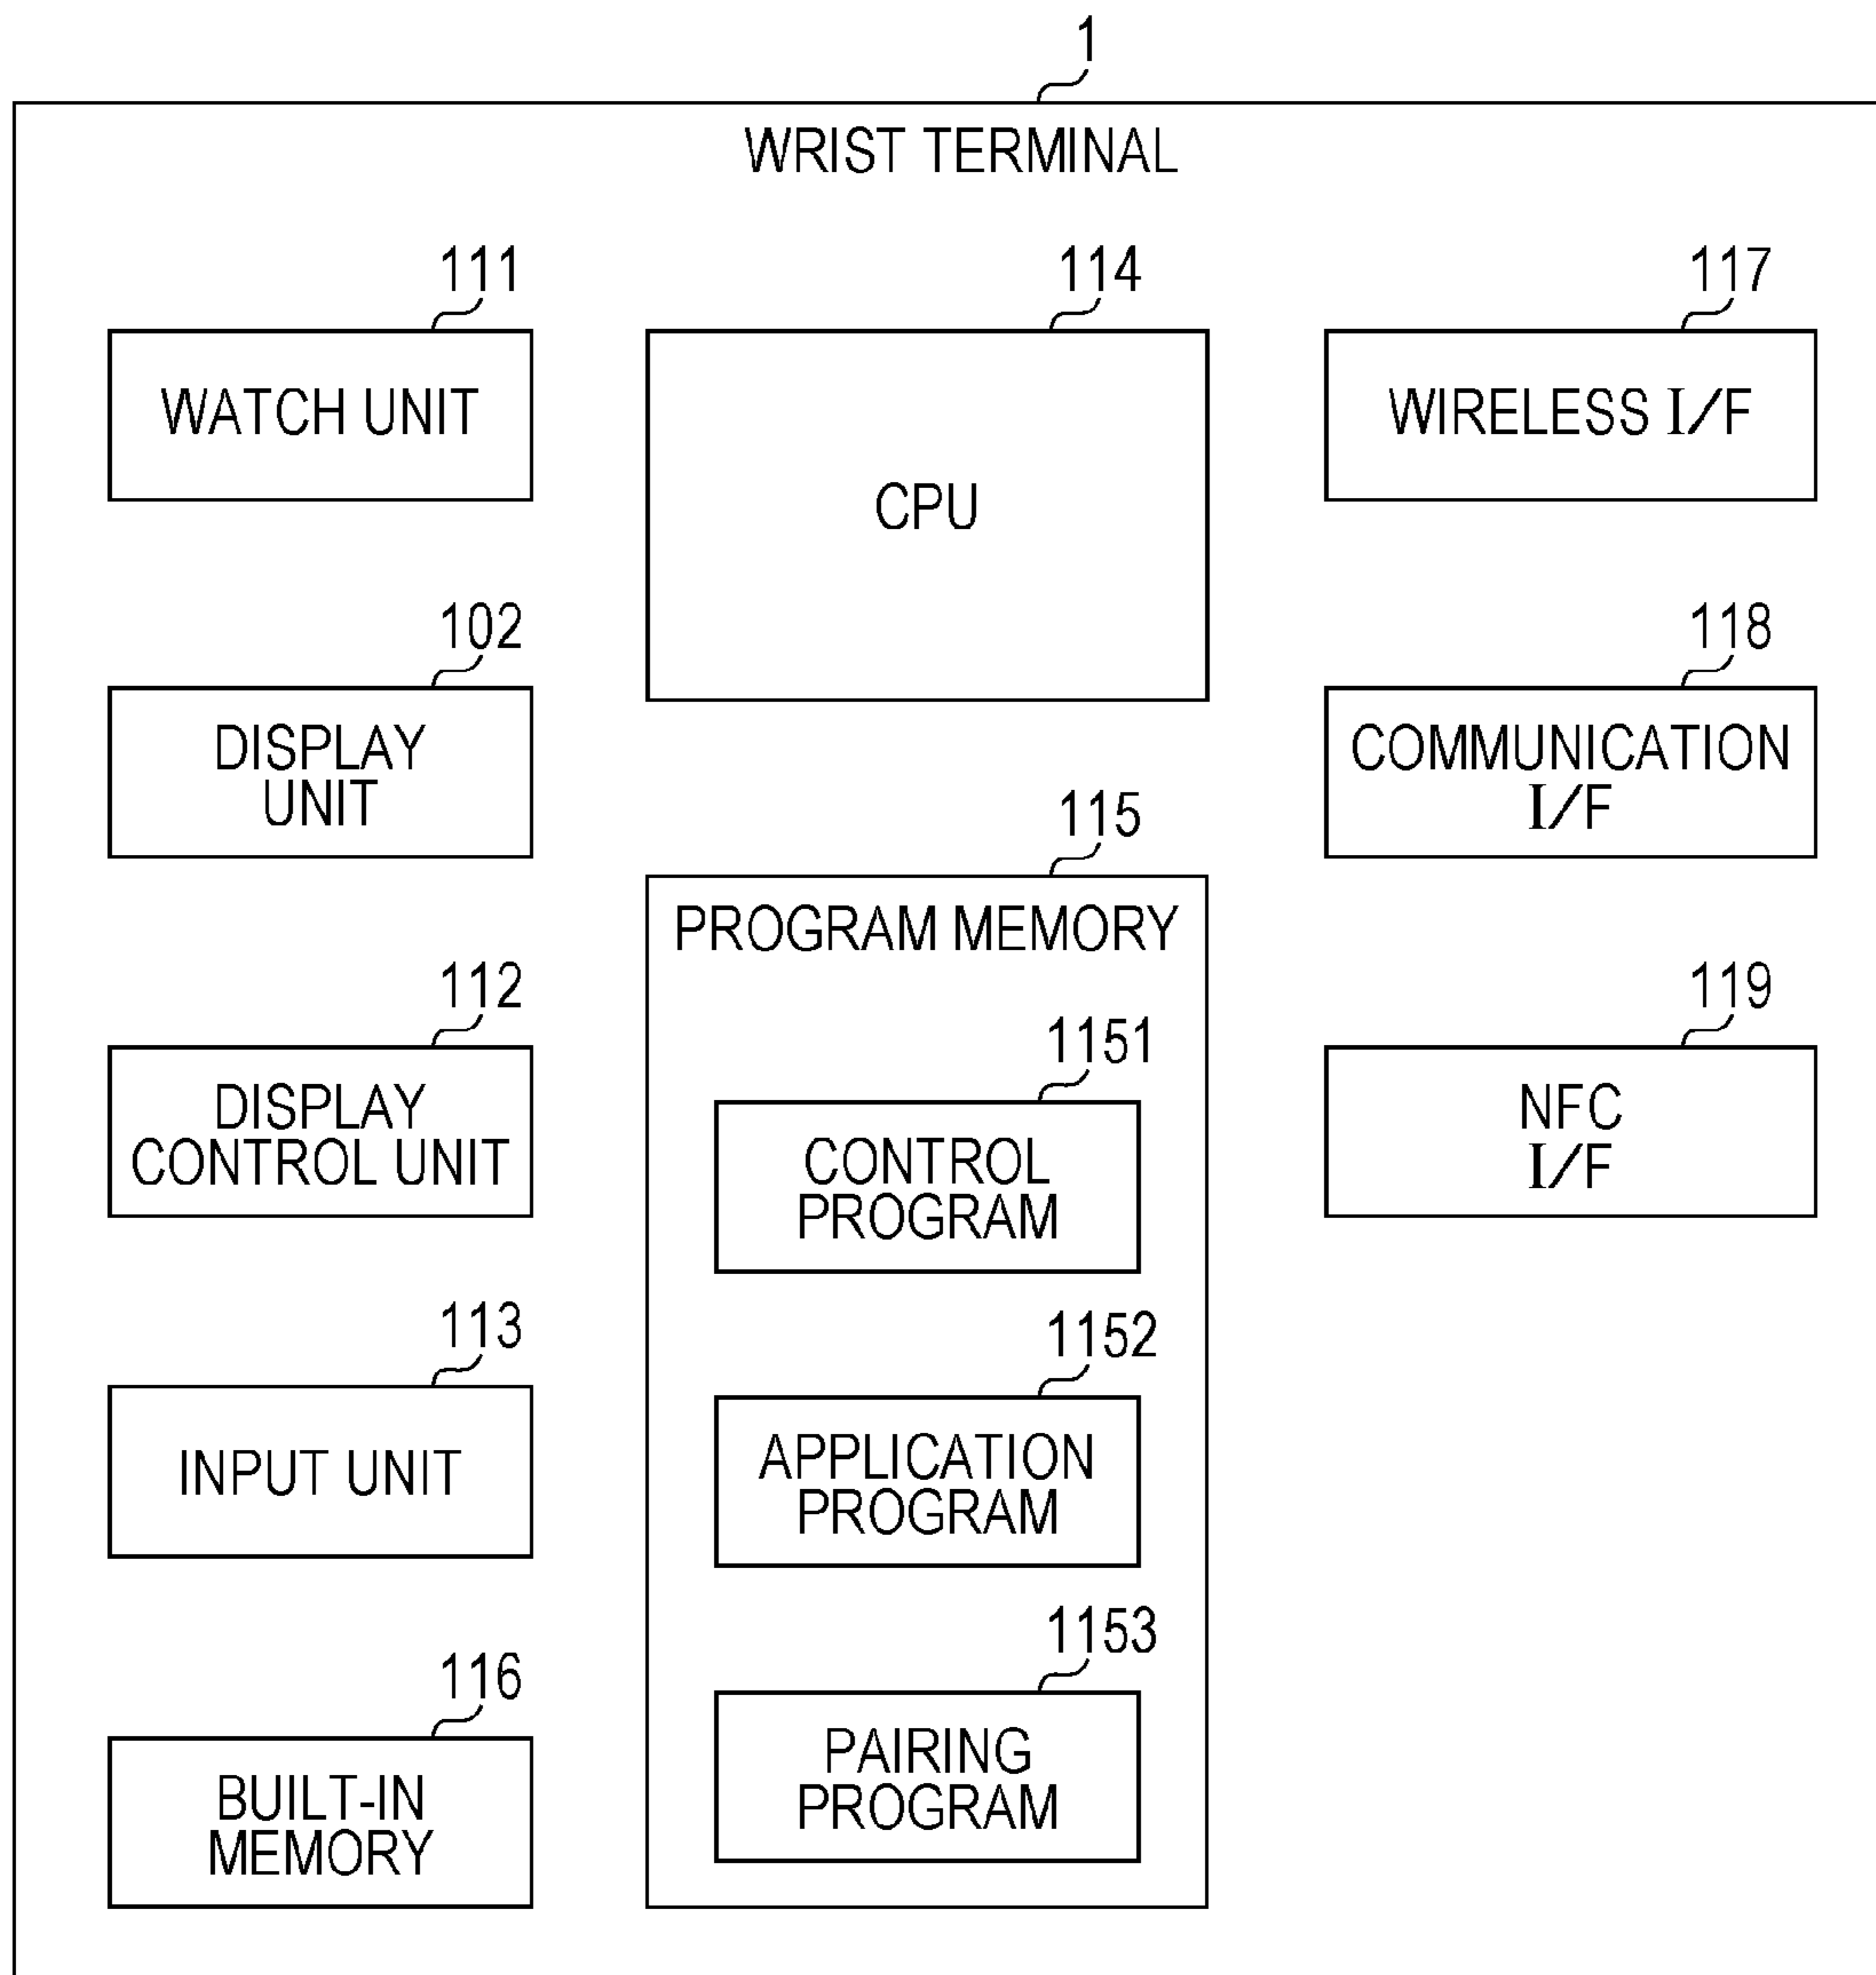 1
WRIST TERMINAL
111
WATCH UNIT
102
DISPLAY
UNIT
112
DISPLAY
CONTROL UNIT
113
INPUT UNIT
116
BUILT-IN
MEMORY
114
CPU
115
PROGRAM MEMORY
1151
CONTROL
PROGRAM
1152
APPLICATION
PROGRAM
1153
PAIRING
PROGRAM
117
WIRELESS I/F
118
COMMUNICATION
I/F
119
NFC
I/F